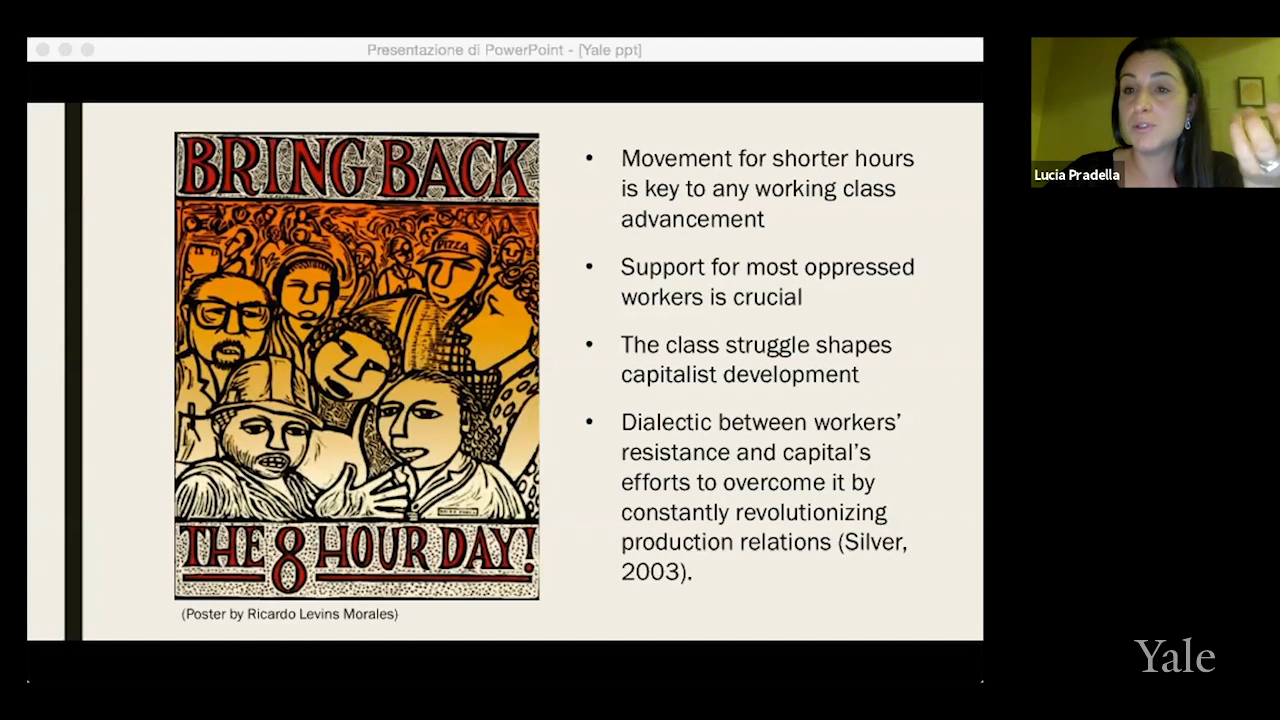 Presentazione di PowerPoint - [Yale ppt]
BRING BACK
PIZZA
THE 8 HOUR DAY!
(Poster by Ricardo Levins Morales)
• Movement for shorter hours
is key to any working class
advancement
• Support for most oppressed
workers is crucial
• The class struggle shapes
capitalist development
• Dialectic between workers’
resistance and capital’s
efforts to overcome it by
constantly revolutionizing
production relations (Silver,
2003).
Lucia Pradella
Yale